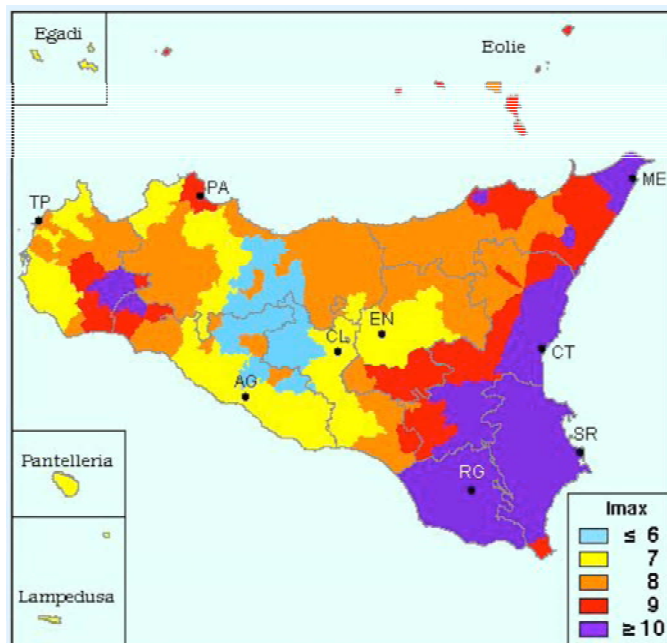 Egadi
Eolie
PA
ME
TP
EN
CL
CT
AG
SR
Pantelleria
RG
Imax
≤ 6
7
8
9
≥ 10
Lampedusa